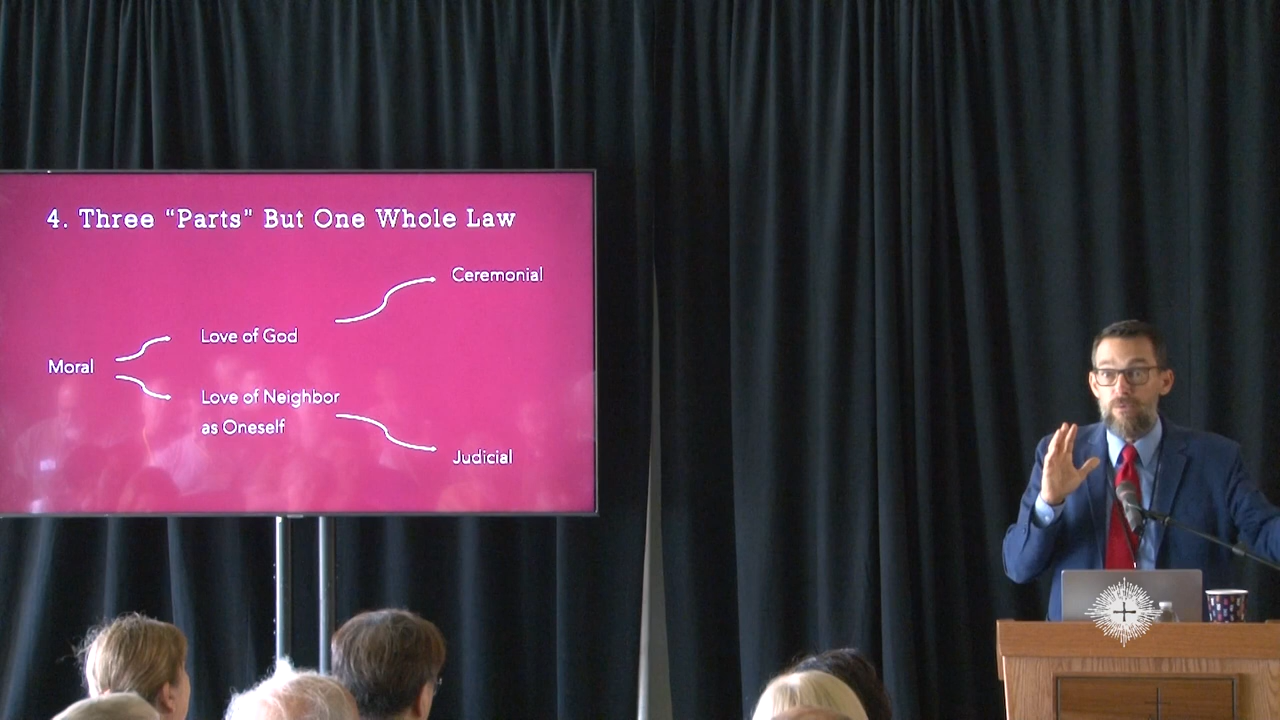 4. Three “Parts” But One Whole Law
Ceremonial
Love of God
Moral
Love of Neighbor
as Oneself
Judicial